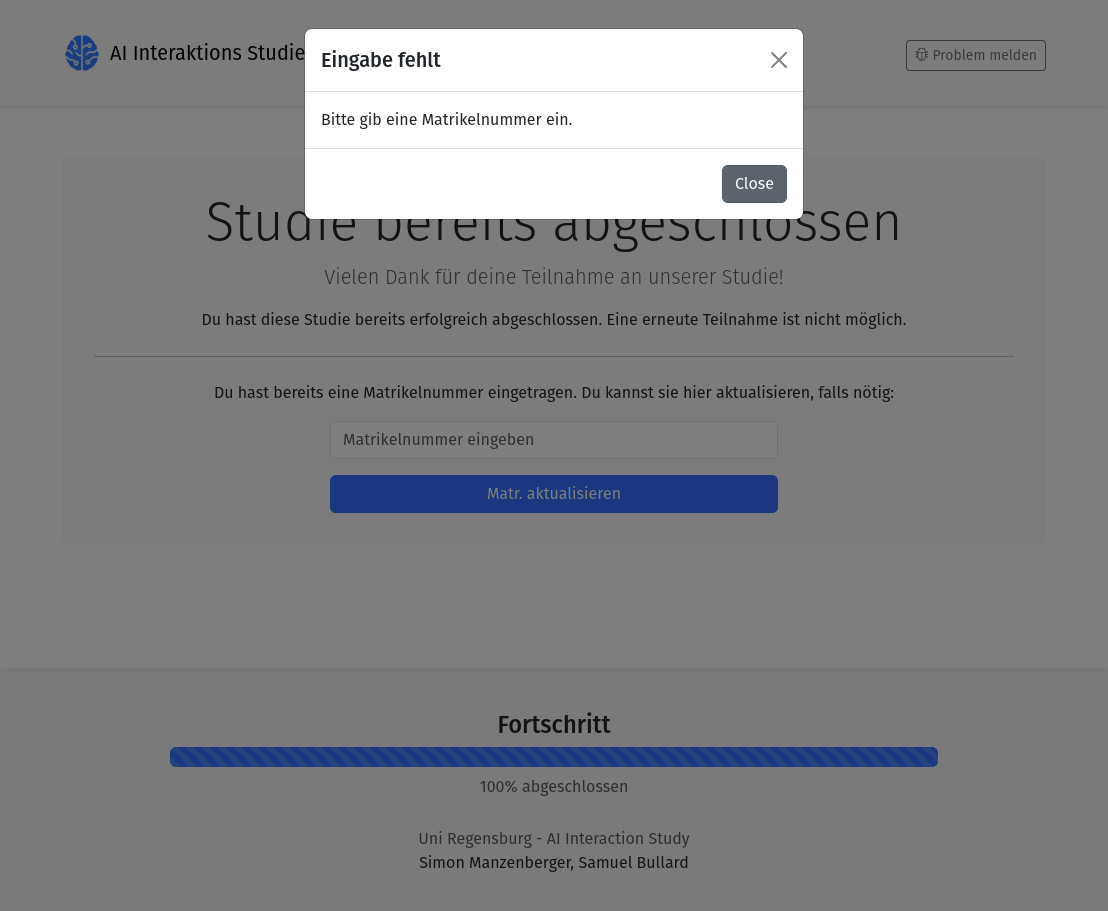 AI Interaktions Studie
Problem melden
Eingabe fehlt
Bitte gib eine Matrikelnummer ein.
Close
Studie bereits abgeschlossen
Vielen Dank für deine Teilnahme an unserer Studie!
Du hast diese Studie bereits erfolgreich abgeschlossen. Eine erneute Teilnahme ist nicht möglich.
Du hast bereits eine Matrikelnummer eingetragen. Du kannst sie hier aktualisieren, falls nötig:
Matrikelnummer eingeben
Matr. aktualisieren
Fortschritt
100% abgeschlossen
Uni Regensburg - AI Interaction Study
Simon Manzenberger, Samuel Bullard